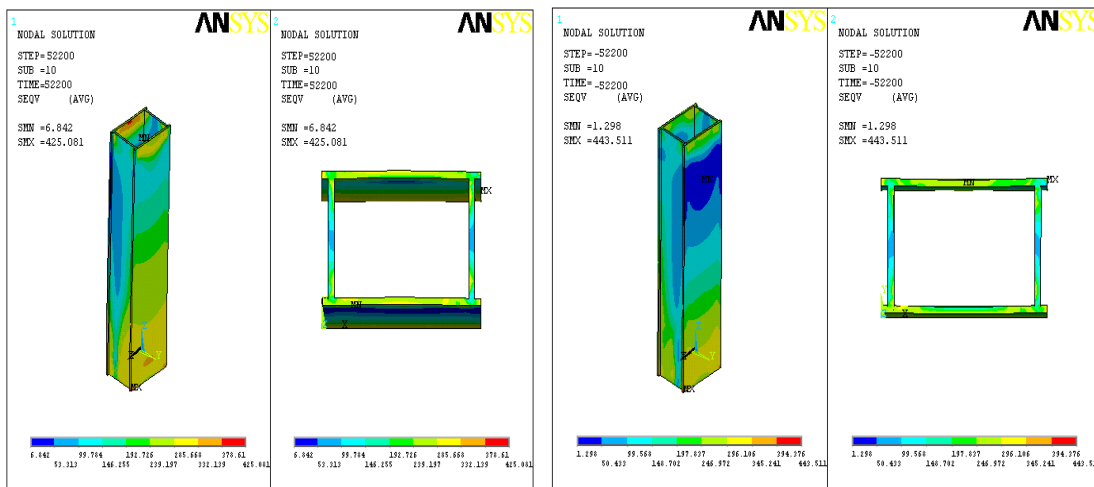 1
ANSYS
NODAL SOLUTION
STEP=52200
SUB =10
TIME=52200
SEQV (AVG)
SMN =6.842
SMX =425.081
MN
Z
X
Y
MX
6.842 99.784 192.726 285.668 378.61
53.313 146.255 239.197 332.139 425.081
2
ANSYS
NODAL SOLUTION
STEP=52200
SUB =10
TIME=52200
SEQV (AVG)
SMN =6.842
SMX =425.081
MX
MN
X
6.842 99.784 192.726 285.668 378.61
53.313 146.255 239.197 332.139 425.081
1
ANSYS
NODAL SOLUTION
STEP=-52200
SUB =10
TIME=-52200
SEQV (AVG)
SMN =1.298
SMX =443.511
MN
Z
X
Y
MX
1.298 99.568 197.837 296.106 394.376
50.433 148.702 246.972 345.241 443.511
2
ANSYS
NODAL SOLUTION
STEP=-52200
SUB =10
TIME=-52200
SEQV (AVG)
SMN =1.298
SMX =443.511
MN
MX
Y
X
1.298 99.568 197.837 296.106 394.376
50.433 148.702 246.972 345.241 443.51